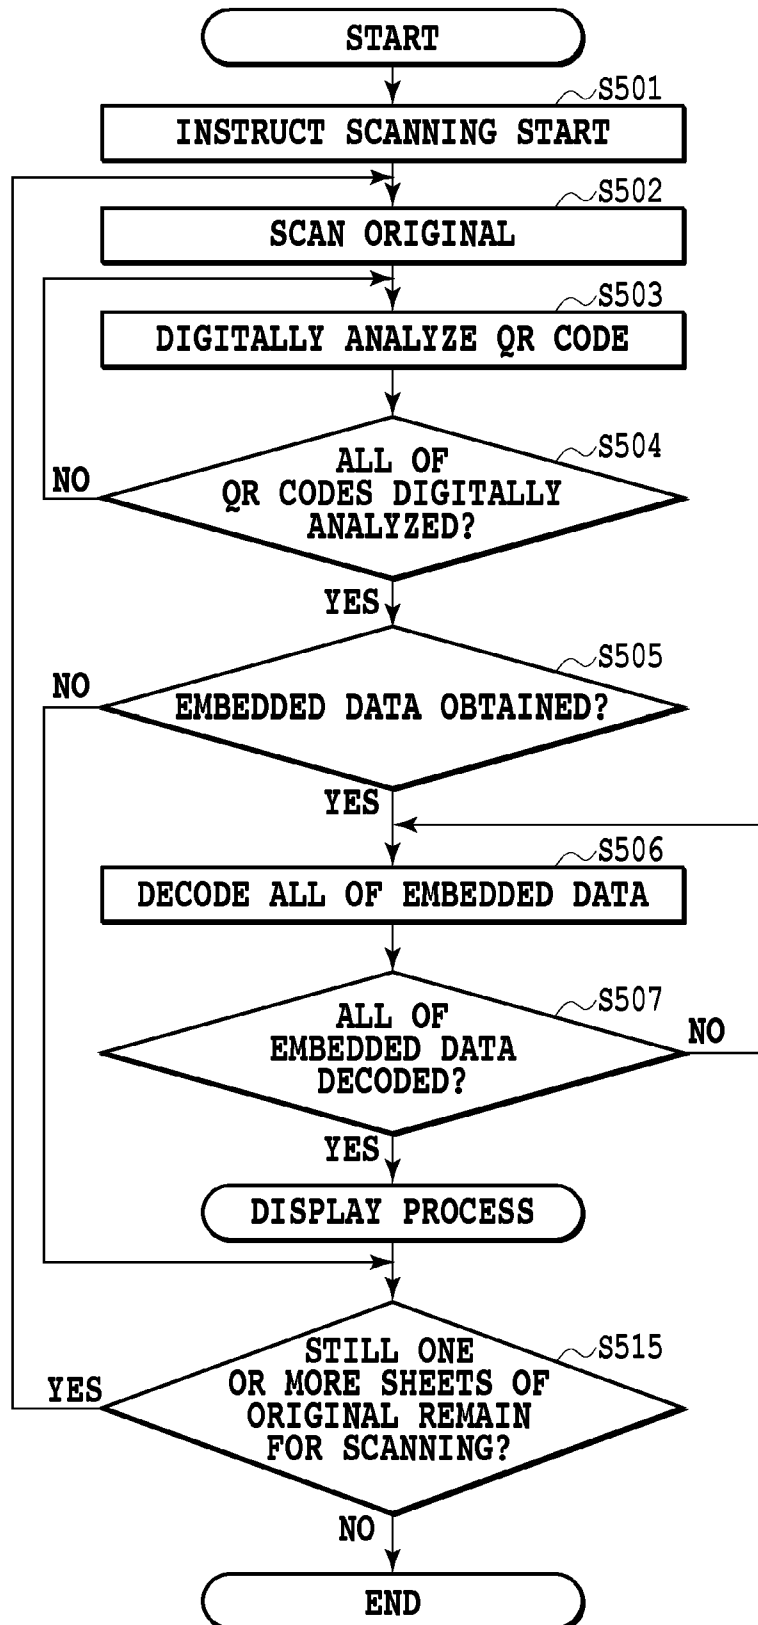 START
S501
INSTRUCT SCANNING START
S502
SCAN ORIGINAL
S503
DIGITALLY ANALYZE QR CODE
S504
ALL OF
QR CODES DIGITALLY
ANALYZED?
NO
YES
S505
NO
EMBEDDED DATA OBTAINED?
YES
S506
DECODE ALL OF EMBEDDED DATA
S507
ALL OF
EMBEDDED DATA
DECODED?
NO
YES
DISPLAY PROCESS
S515
STILL ONE
OR MORE SHEETS OF
ORIGINAL REMAIN
FOR SCANNING?
YES
NO
END